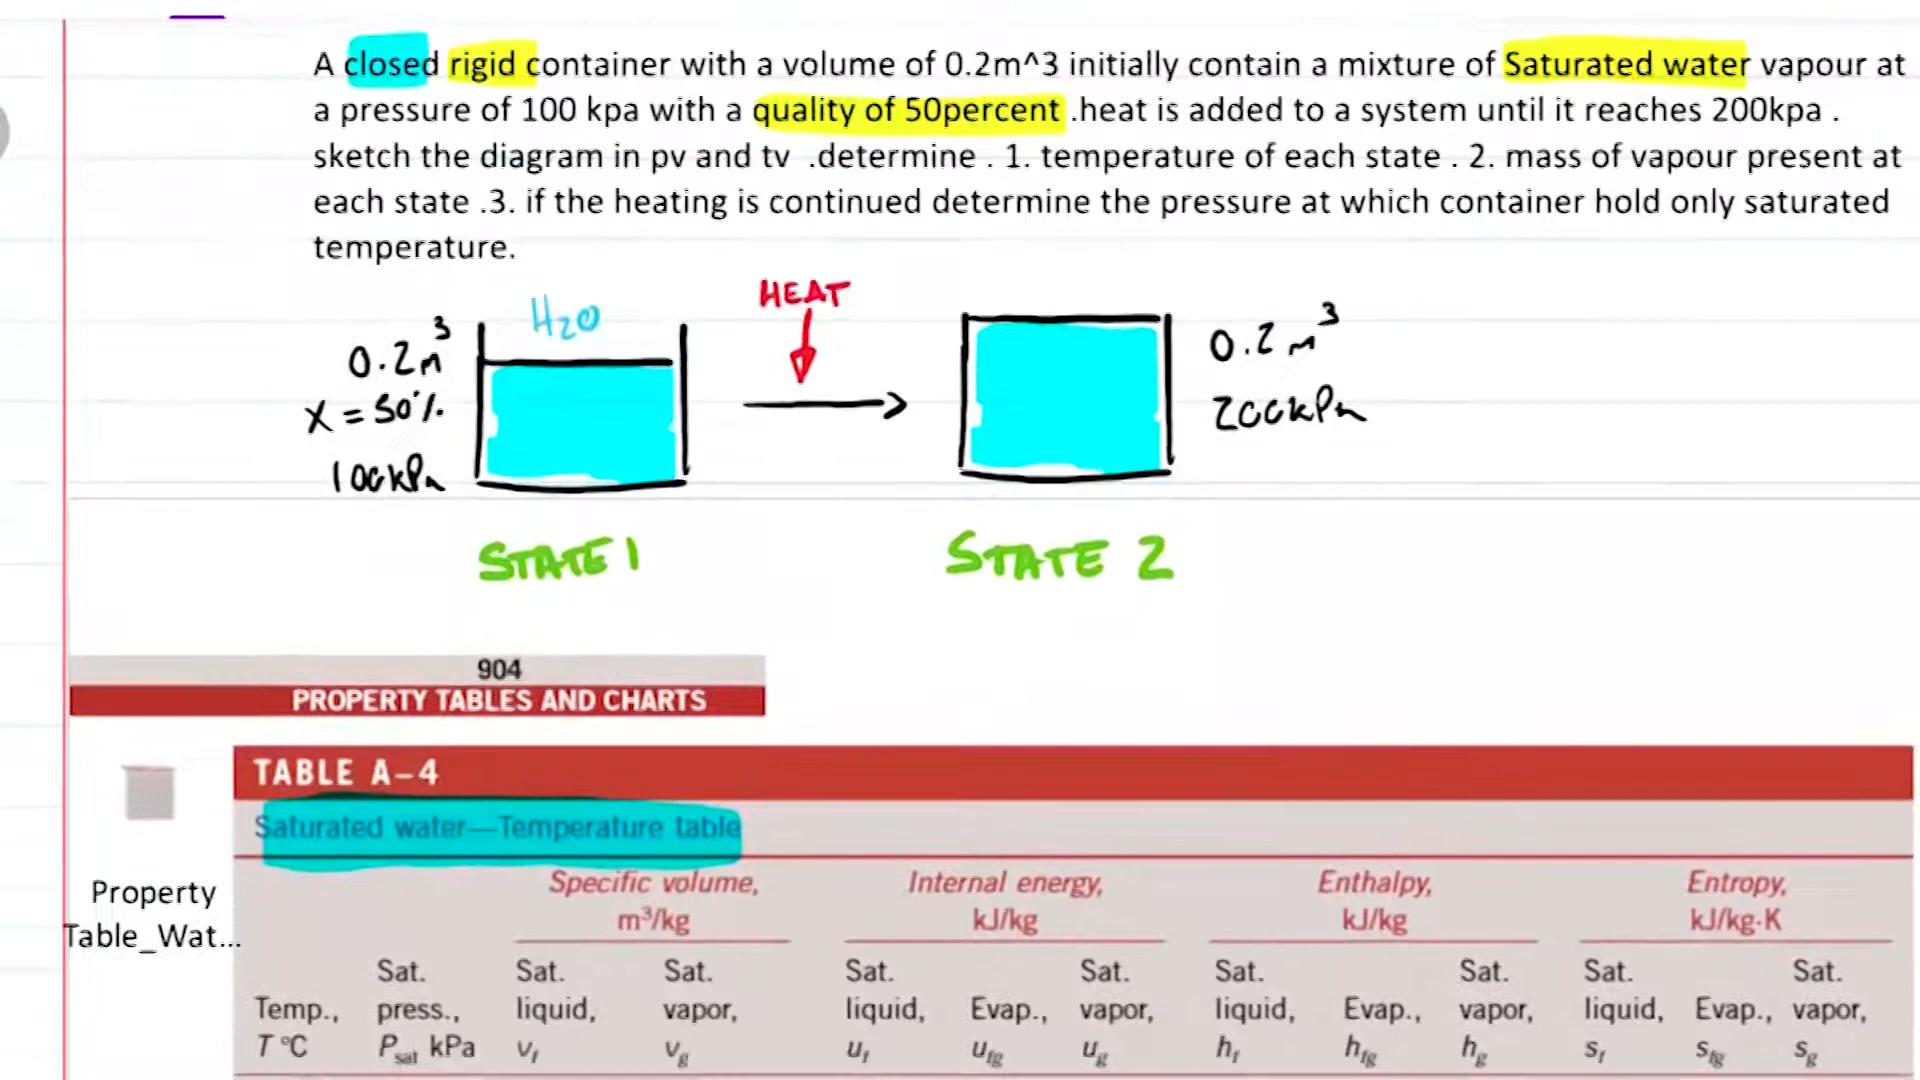 A closed rigid container with a volume of 0.2m^3 initially contain a mixture of Saturated water vapour at
a pressure of 100 kpa with a quality of 50percent .heat is added to a system until it reaches 200kpa .
sketch the diagram in pv and tv .determine . 1. temperature of each state . 2. mass of vapour present at
each state .3. if the heating is continued determine the pressure at which container hold only saturated
temperature.
H2O
HEAT
0.2m^3
X = 50%
100kPa
0.2m^3
200kPa
STATE 1
STATE 2
904
PROPERTY TABLES AND CHARTS
TABLE A–4
Saturated water—Temperature table
Property
Table_Wat...
Specific volume, Internal energy, Enthalpy, Entropy,
m³/kg kJ/kg kJ/kg kJ/kg·K
Sat. Sat. Sat. Sat. Sat. Sat. Sat. Sat. Sat.
Temp., press., liquid, vapor, liquid, Evap., vapor, liquid, Evap., vapor, liquid, Evap., vapor,
T °C Psat kPa vf vg uf ufg ug hf hfg hg sf sfg sg